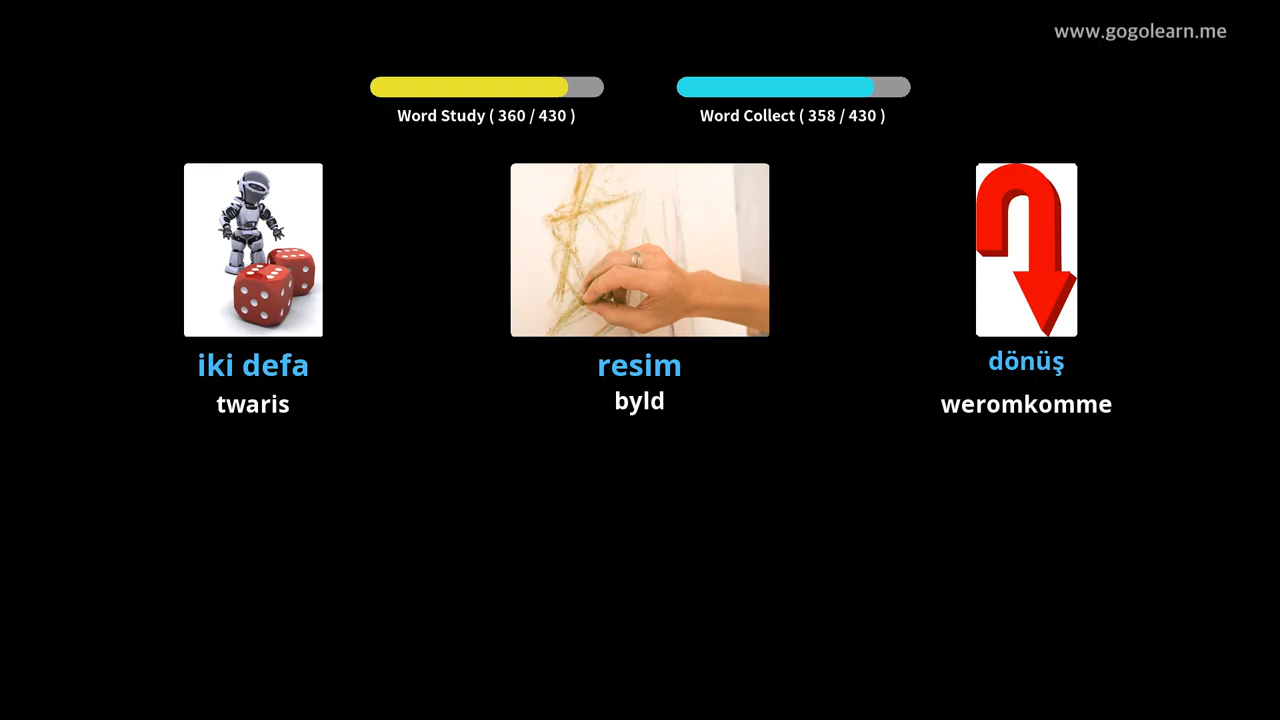 www.gogolearn.me
Word Study ( 360 / 430 )
Word Collect ( 358 / 430 )
iki defa
resim
dönüş
twaris
byld
weromkomme